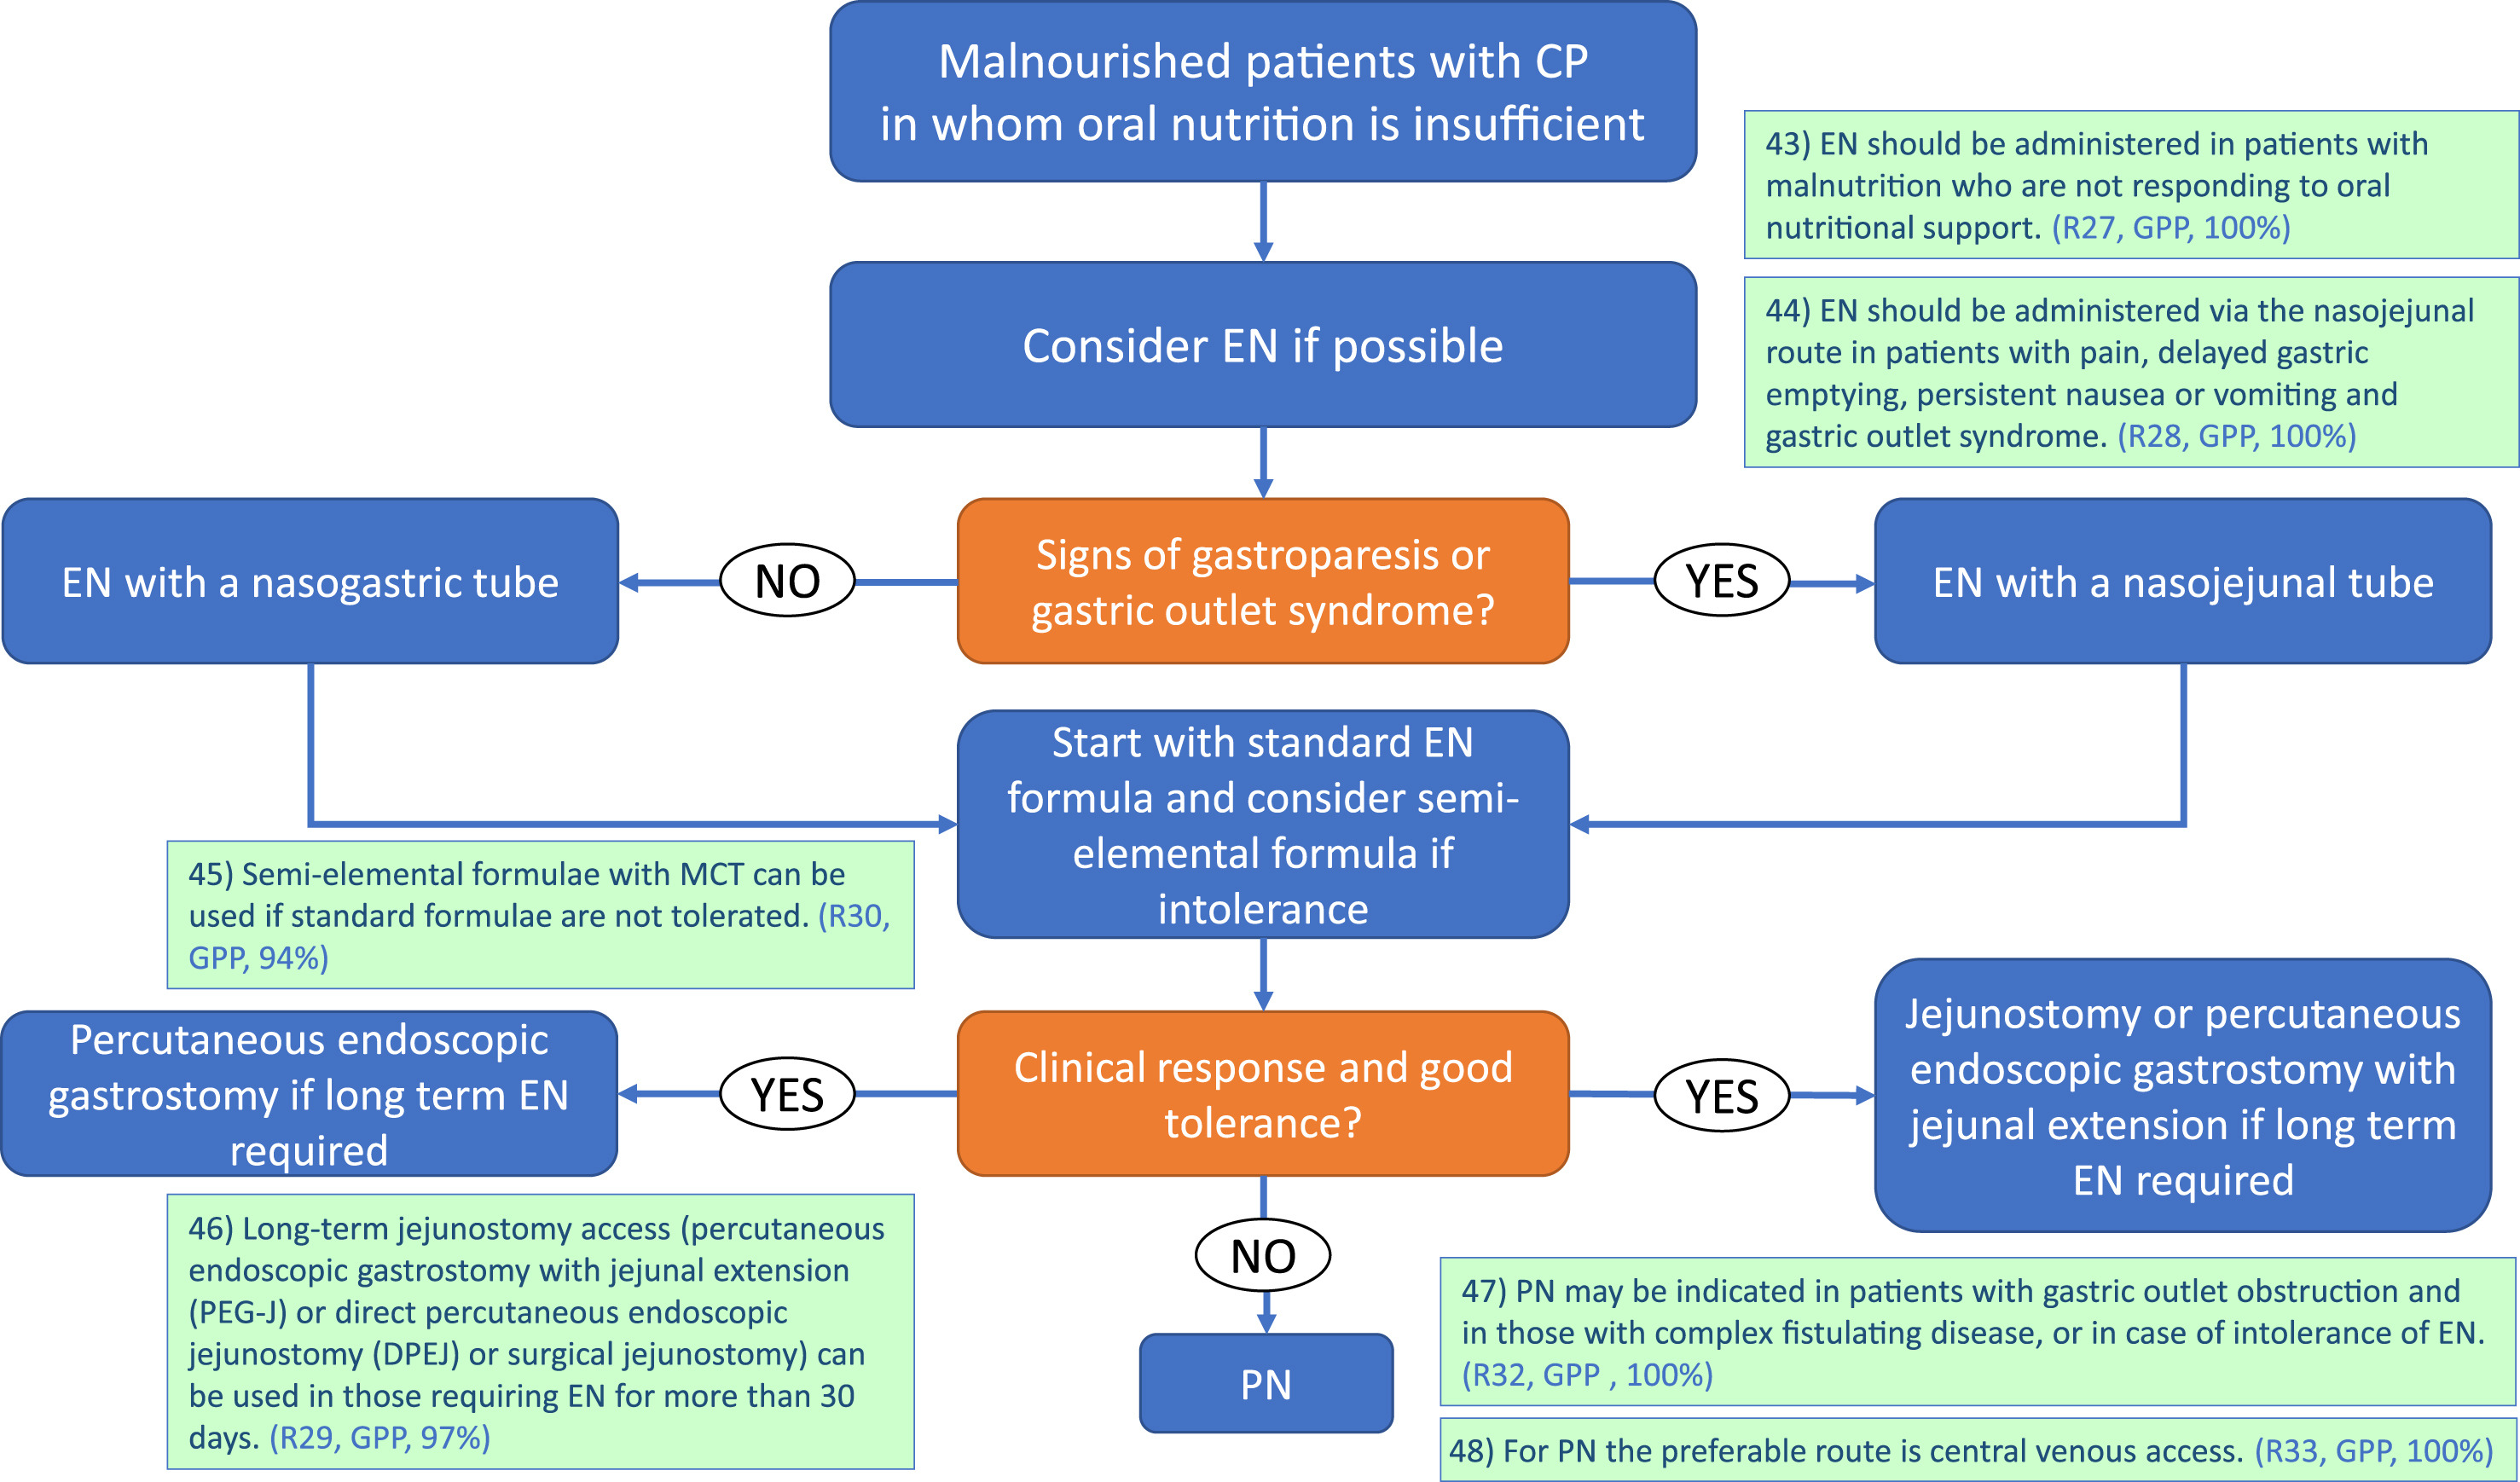 Malnourished patients with CP
in whom oral nutrition is insufficient
43) EN should be administered in patients with
malnutrition who are not responding to oral
nutritional support. (R27, GPP, 100%)
Consider EN if possible
44) EN should be administered via the nasojejunal
route in patients with pain, delayed gastric
emptying, persistent nausea or vomiting and
gastric outlet syndrome. (R28, GPP, 100%)
EN with a nasogastric tube
NO
Signs of gastroparesis or
gastric outlet syndrome?
YES
EN with a nasojejunal tube
Start with standard EN
formula and consider semi-
elemental formula if
intolerance
45) Semi-elemental formulae with MCT can be
used if standard formulae are not tolerated. (R30,
GPP, 94%)
Percutaneous endoscopic
gastrostomy if long term EN
required
YES
Clinical response and good
tolerance?
YES
Jejunostomy or percutaneous
endoscopic gastrostomy with
jejunal extension if long term
EN required
46) Long-term jejunostomy access (percutaneous
endoscopic gastrostomy with jejunal extension
(PEG-J) or direct percutaneous endoscopic
jejunostomy (DPEJ) or surgical jejunostomy) can
be used in those requiring EN for more than 30
days. (R29, GPP, 97%)
NO
PN
47) PN may be indicated in patients with gastric outlet obstruction and
in those with complex fistulating disease, or in case of intolerance of EN.
(R32, GPP , 100%)
48) For PN the preferable route is central venous access. (R33, GPP, 100%)